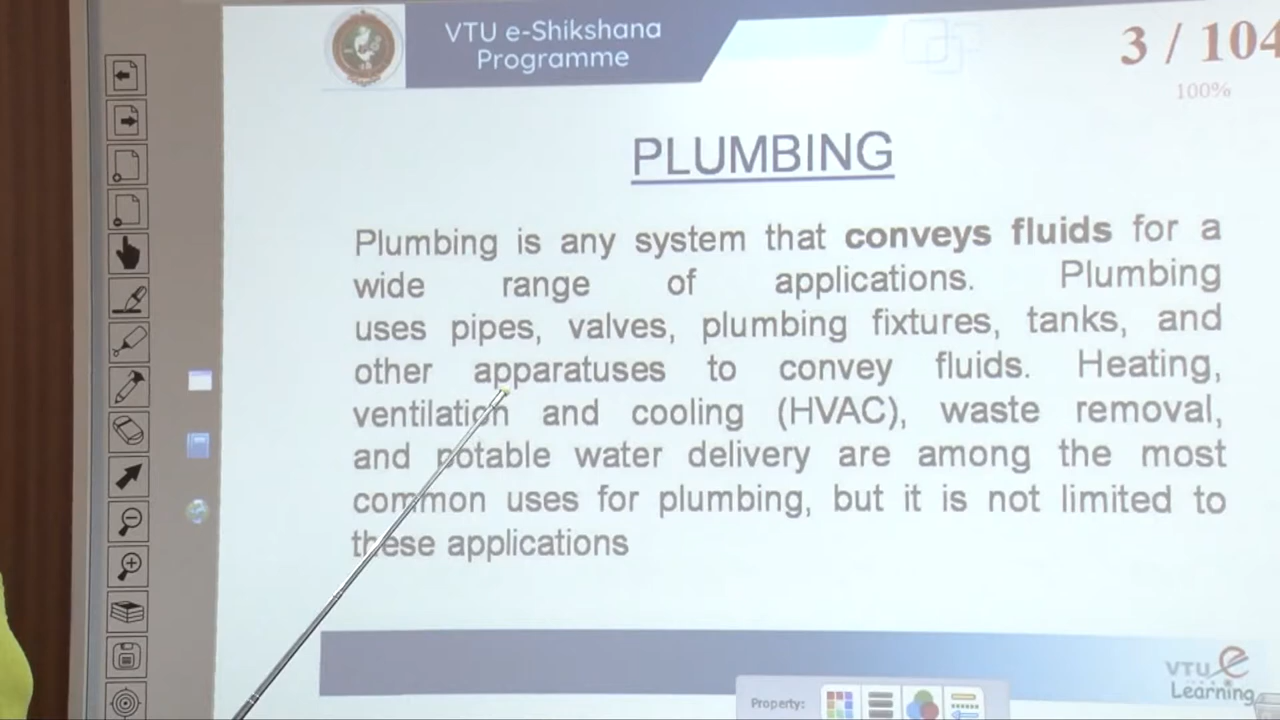 VTU e-Shikshana
Programme
3 / 104
100%
PLUMBING
Plumbing is any system that conveys fluids for a
wide range of applications. Plumbing
uses pipes, valves, plumbing fixtures, tanks, and
other apparatuses to convey fluids. Heating,
ventilation and cooling (HVAC), waste removal,
and potable water delivery are among the most
common uses for plumbing, but it is not limited to
these applications
VTU e
Learning
Property: